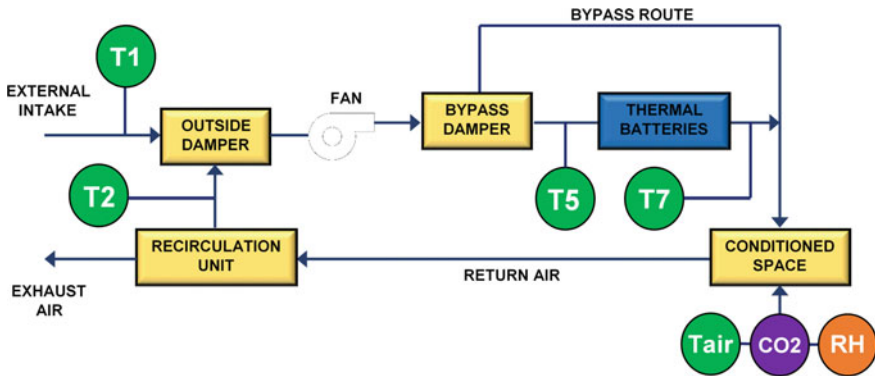 BYPASS ROUTE
T1
EXTERNAL
INTAKE
FAN
OUTSIDE
DAMPER
BYPASS
DAMPER
THERMAL
BATTERIES
T2
T5
T7
RECIRCULATION
UNIT
CONDITIONED
SPACE
RETURN AIR
EXHAUST
AIR
Tair
CO2
RH